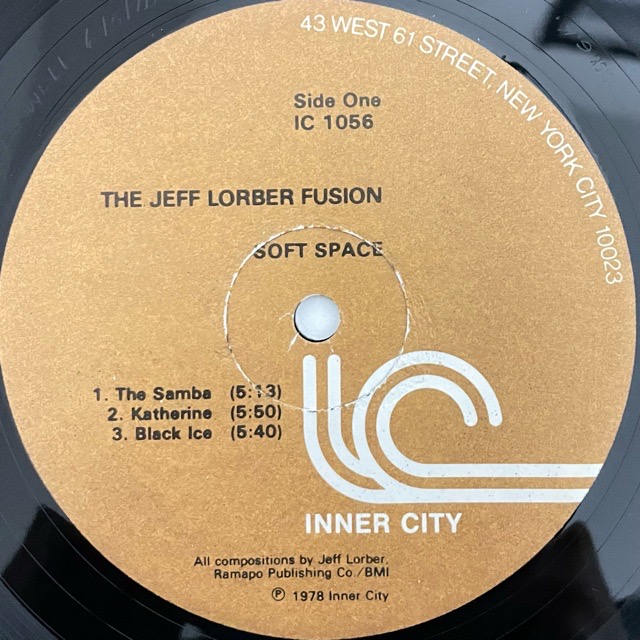 43 WEST 61 STREET, NEW YORK CITY 10023
Side One
IC 1056
THE JEFF LORBER FUSION
SOFT SPACE
1. The Samba (5:13)
2. Katherine (5:50)
3. Black Ice (5:40)
INNER CITY
All compositions by Jeff Lorber,
Ramapo Publishing Co./BMI
℗ 1978 Inner City